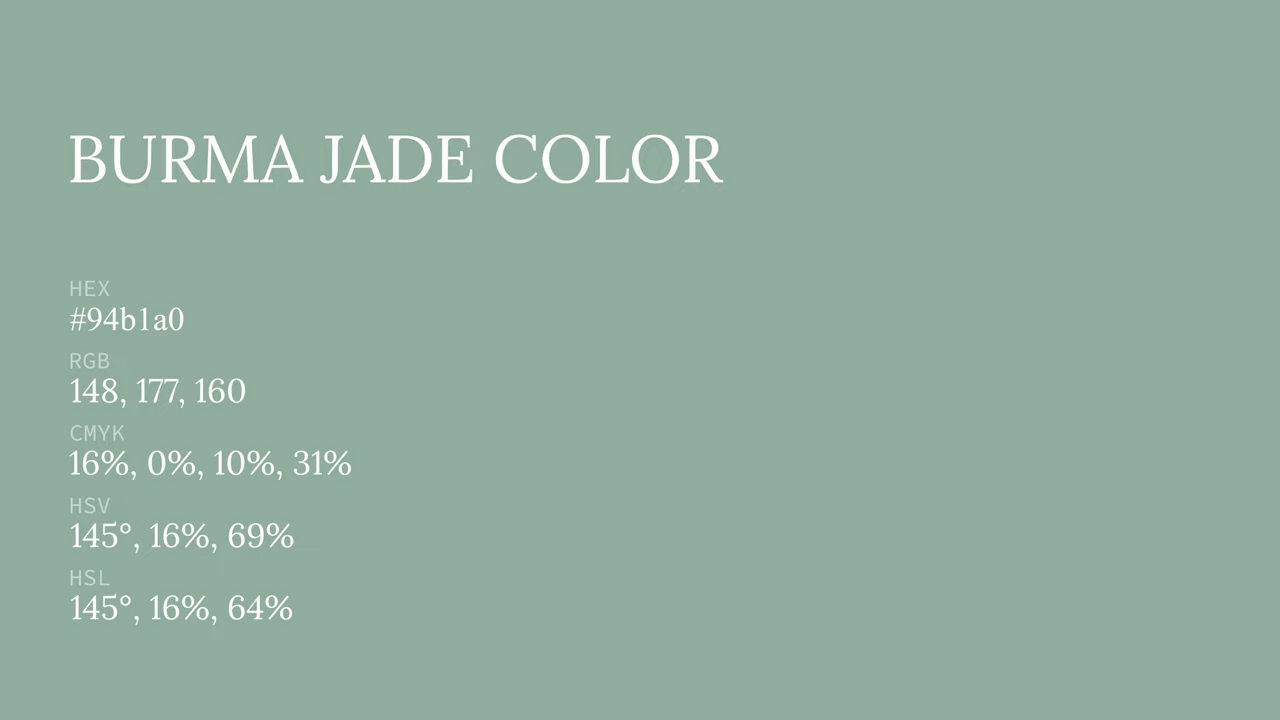 BURMA JADE COLOR
HEX
#94b1a0
RGB
148, 177, 160
CMYK
16%, 0%, 10%, 31%
HSV
145°, 16%, 69%
HSL
145°, 16%, 64%